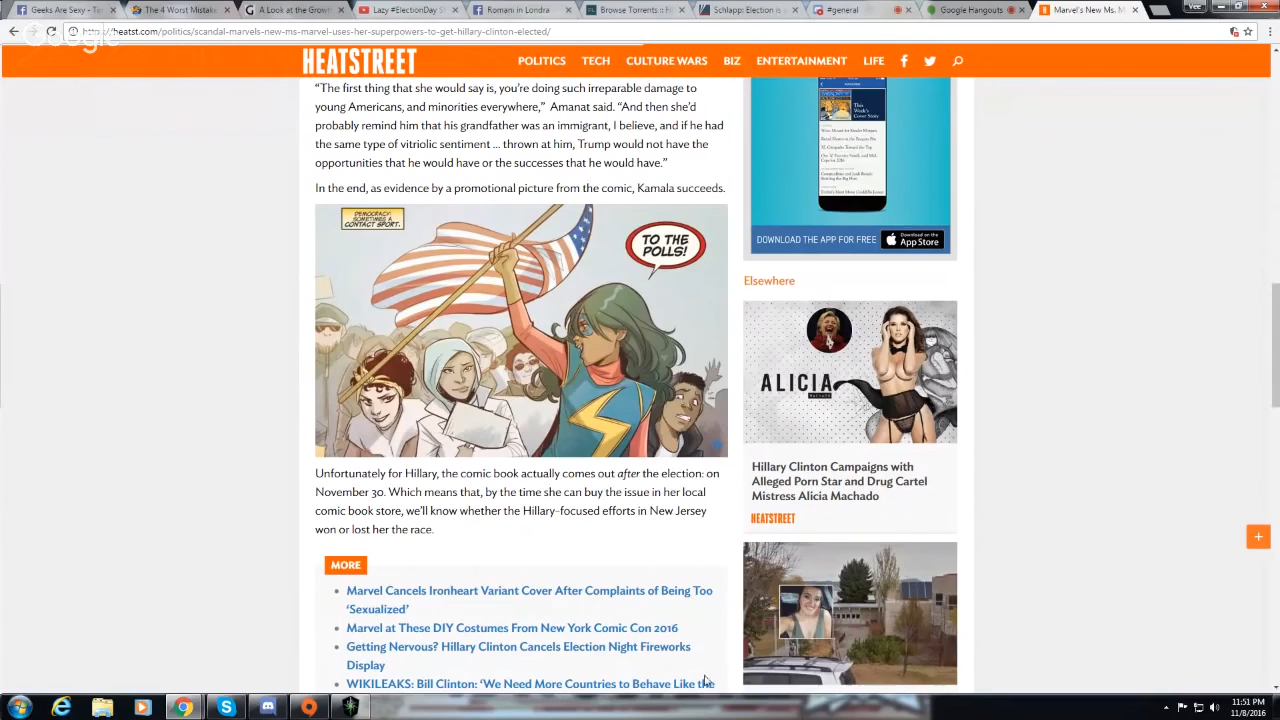 Geeks Are Sexy - Te
The 4 Worst Mistake
A Look at the Growt
Lazy #ElectionDay S
Romani in Londra
Browse Torrents :: H
Schlapp: Election is
#general
Google Hangouts
Marvel's New Ms. M
Vee
http://heatst.com/politics/scandal-marvels-new-ms-marvel-uses-her-superpowers-to-get-hillary-clinton-elected/
Google
HEATSTREET
POLITICS TECH CULTURE WARS BIZ ENTERTAINMENT LIFE
“The first thing that she would say is, you’re doing such irreparable damage to
young Americans, and minorities everywhere,” Amanat said. “And then she’d
probably remind him that his grandfather was an immigrant, I believe, and if he had
the same type of vitriolic sentiment ... thrown at him, Trump would not have the
opportunities that he would have or the success that he would have.”
In the end, as evidence by a promotional picture from the comic, Kamala succeeds.
DEMOCRACY:
SOMETIMES A
CONTACT SPORT.
TO THE
POLLS!
Unfortunately for Hillary, the comic book actually comes out after the election: on
November 30. Which means that, by the time she can buy the issue in her local
comic book store, we’ll know whether the Hillary-focused efforts in New Jersey
won or lost her the race.
MORE
Marvel Cancels Ironheart Variant Cover After Complaints of Being Too
‘Sexualized’
Marvel at These DIY Costumes From New York Comic Con 2016
Getting Nervous? Hillary Clinton Cancels Election Night Fireworks
Display
WIKILEAKS: Bill Clinton: ‘We Need More Countries to Behave Like the
This
Week's
Cover Story
DOWNLOAD THE APP FOR FREE
Download on the
App Store
Elsewhere
ALICIA
MACHADO
Hillary Clinton Campaigns with
Alleged Porn Star and Drug Cartel
Mistress Alicia Machado
HEATSTREET
+
11:51 PM
11/8/2016